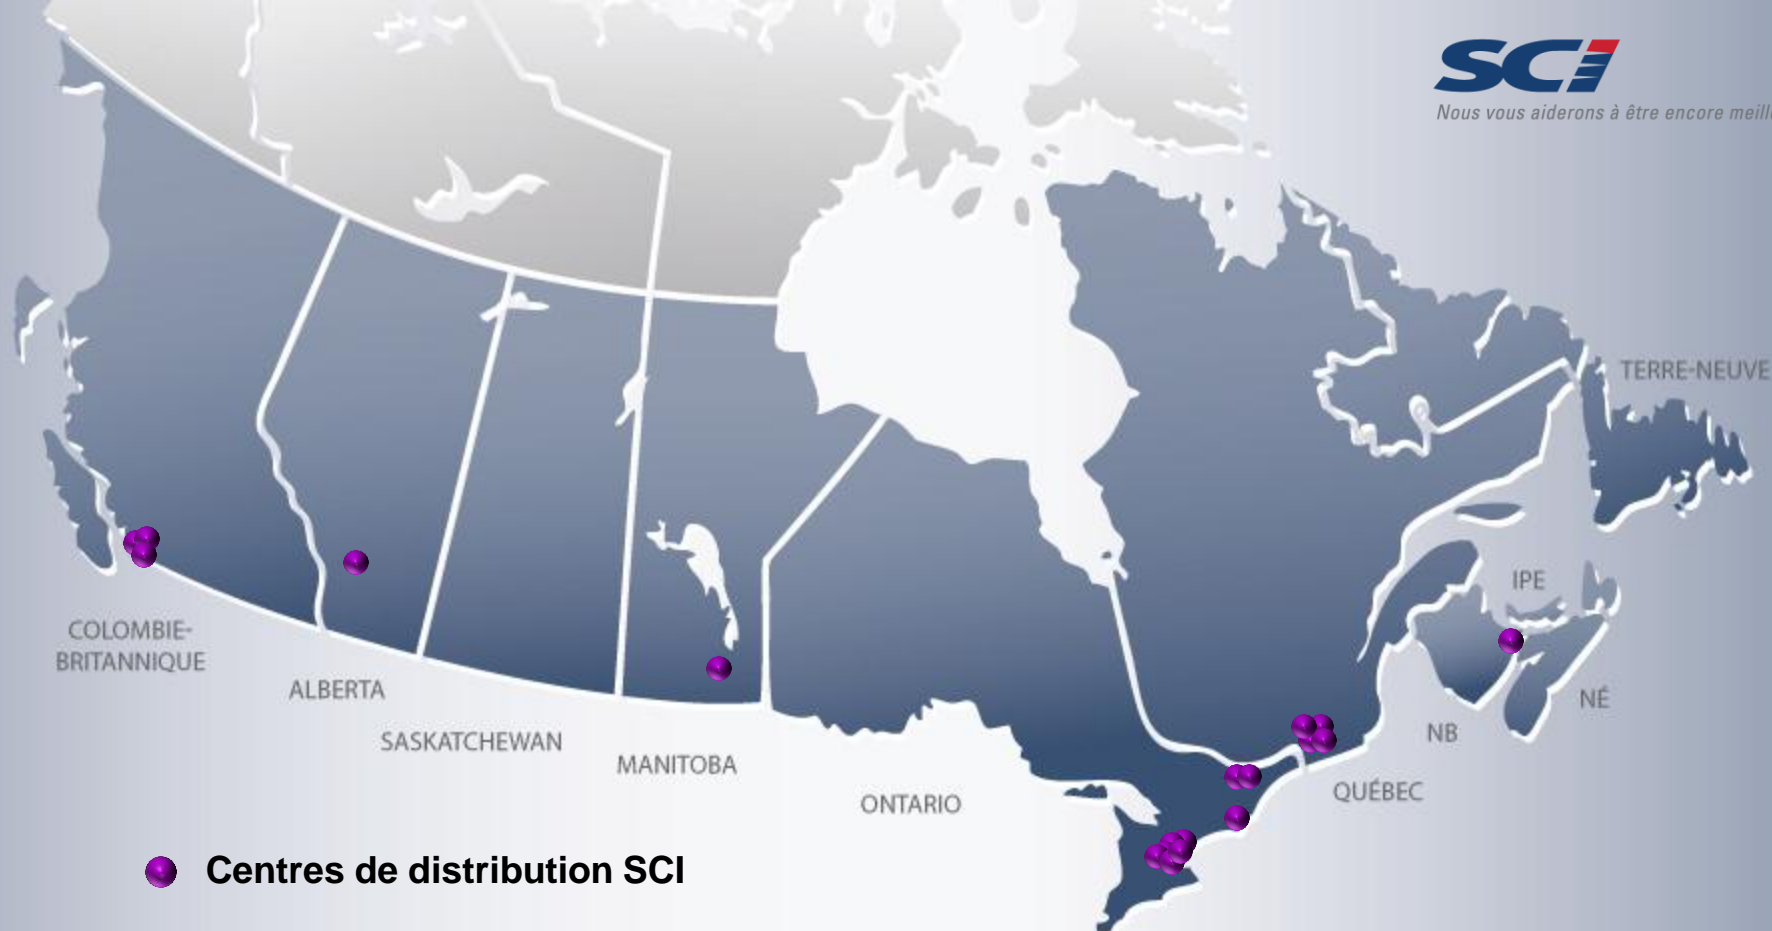 SCI
Nous vous aiderons à être encore
TERRE-NEUVE
IPE
COLOMBIE-
BRITANNIQUE
ALBERTA
NÉ
SASKATCHEWAN
NB
MANITOBA
QUÉBEC
ONTARIO
Centres de distribution SCI